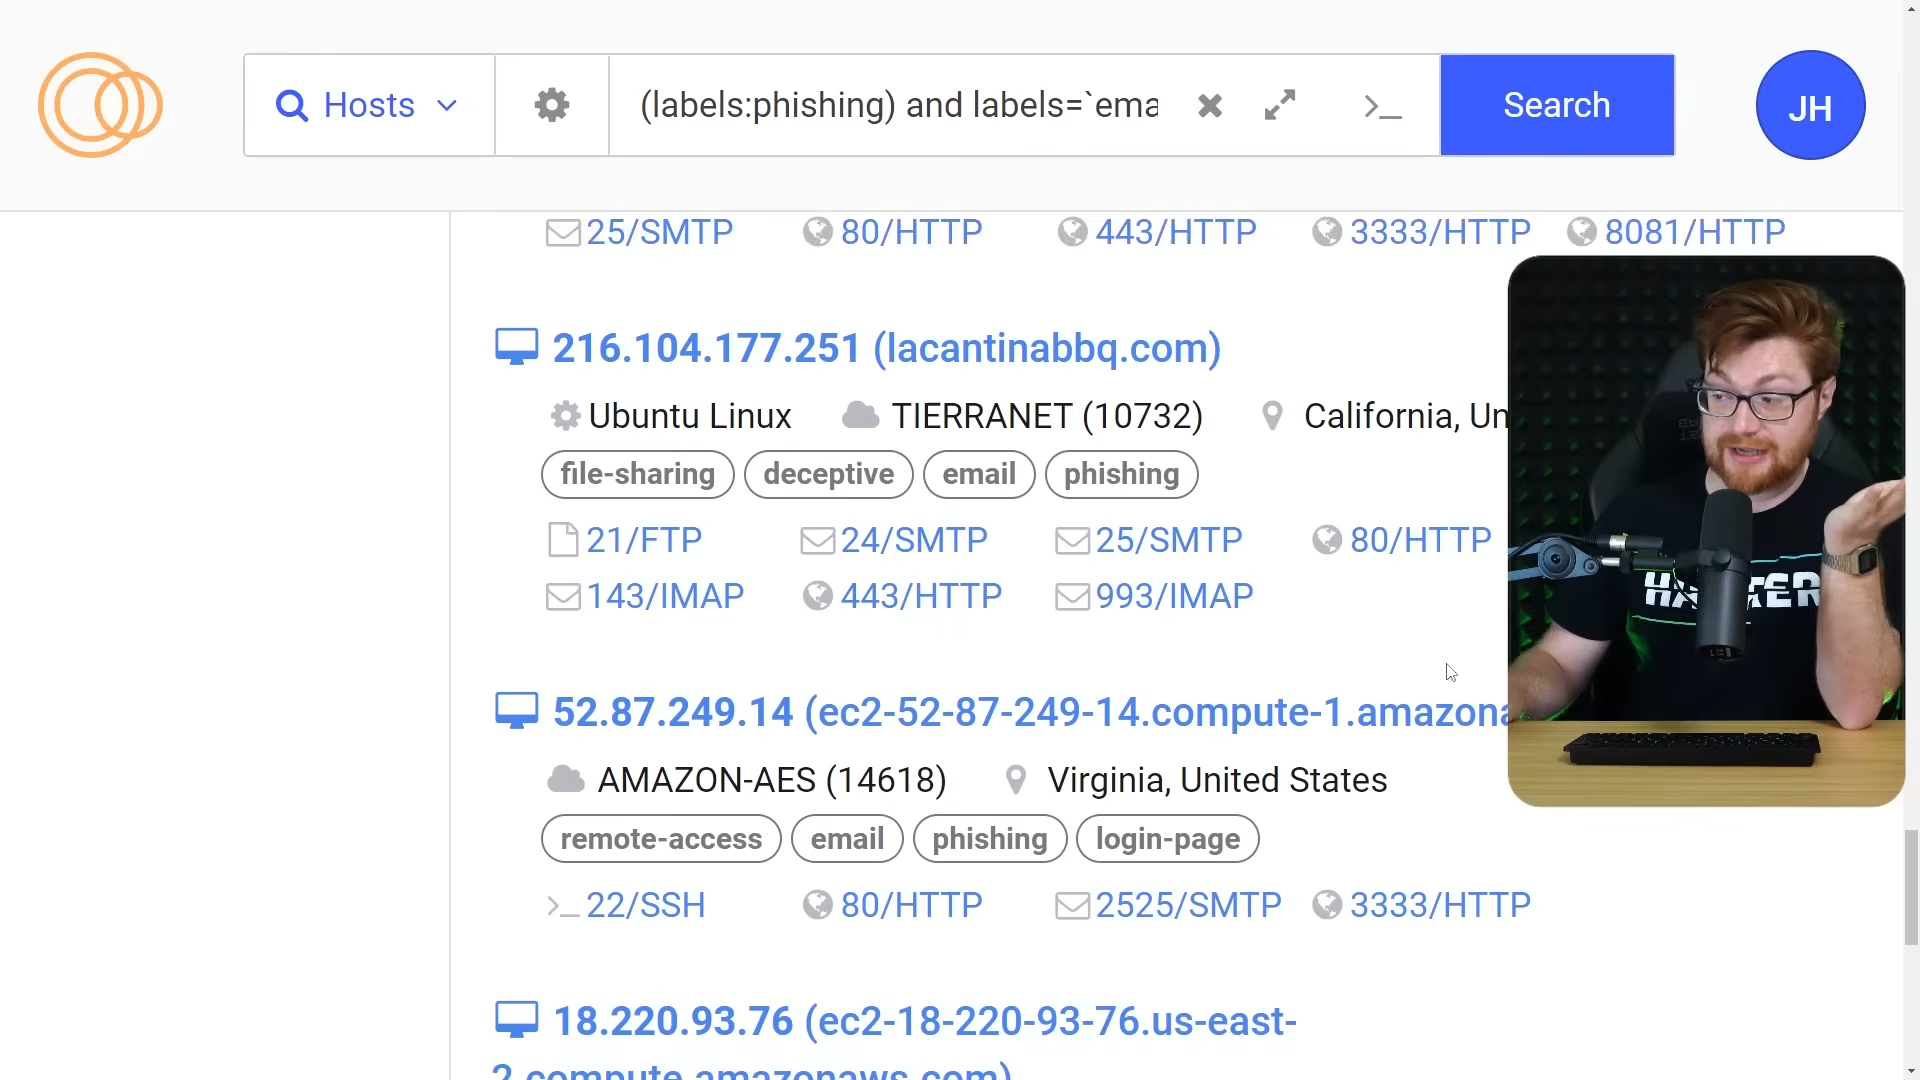 Hosts
(labels:phishing) and labels=`ema
Search
JH
25/SMTP 80/HTTP 443/HTTP 3333/HTTP 8081/HTTP
216.104.177.251 (lacantinabbq.com)
Ubuntu Linux TIERRANET (10732) California, Un
file-sharing deceptive email phishing
21/FTP 24/SMTP 25/SMTP 80/HTTP
143/IMAP 443/HTTP 993/IMAP
52.87.249.14 (ec2-52-87-249-14.compute-1.amazona
AMAZON-AES (14618) Virginia, United States
remote-access email phishing login-page
>_ 22/SSH 80/HTTP 2525/SMTP 3333/HTTP
18.220.93.76 (ec2-18-220-93-76.us-east-
2.compute.amazonaws.com)